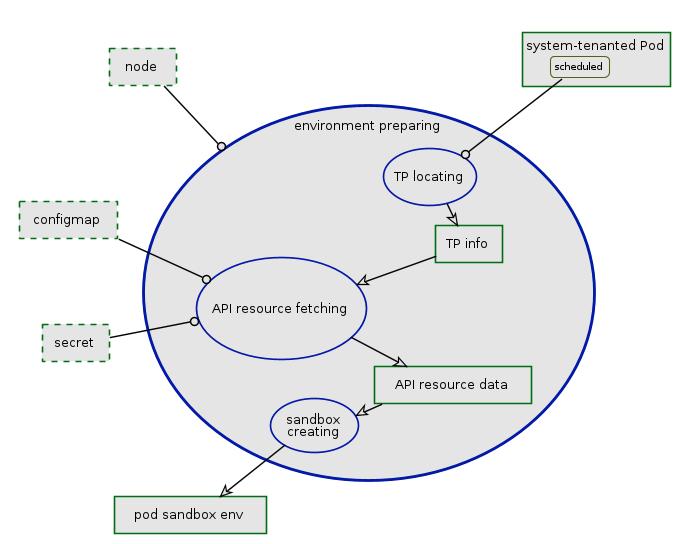 system-tenanted Pod
scheduled
node
environment preparing
TP locating
configmap
TP info
API resource fetching
secret
API resource data
sandbox
creating
pod sandbox env